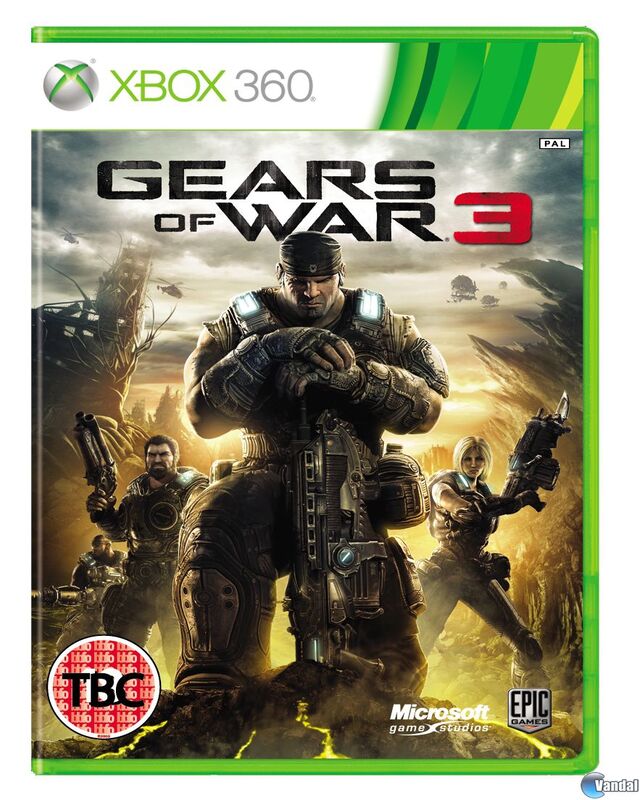 XBOX 360
PAL
GEARS
OF WAR 3
TBC
Microsoft
game studios
EPIC
GAMES
Vandal